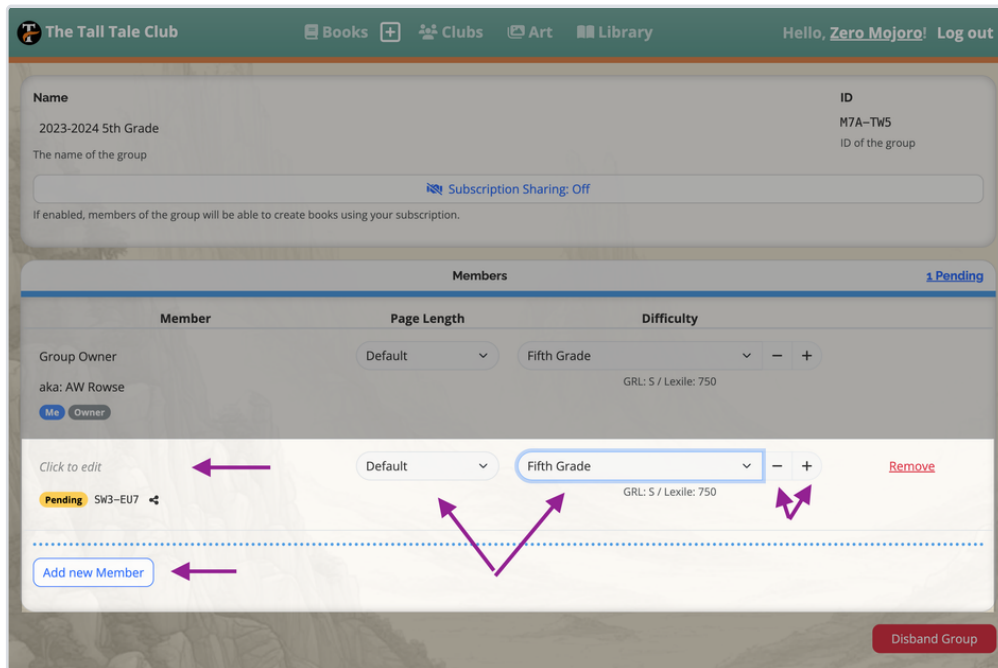 The Tall Tale Club Books Clubs Art Library Hello, Zero Mojoro! Log out
Name ID
2023-2024 5th Grade M7A-TW5
The name of the group ID of the group
Subscription Sharing: Off
If enabled, members of the group will be able to create books using your subscription.
Members 1 Pending
Member Page Length Difficulty
Group Owner Default Fifth Grade
aka: AW Rowse GRL: S / Lexile: 750
Me Owner
Click to edit Default Fifth Grade Remove
Pending SW3-EU7 GRL: S / Lexile: 750
Add new Member
Disband Group